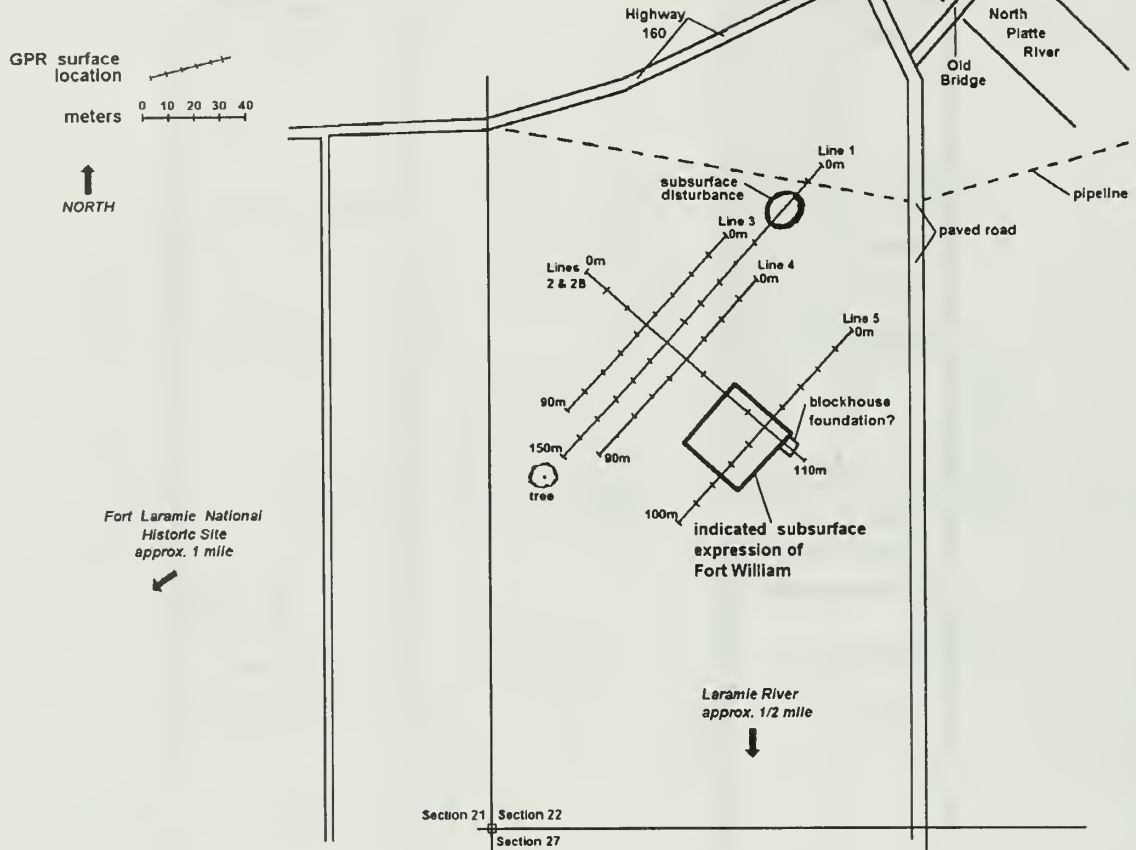 Highway
160
North
Platte
River
Old
Bridge
GPR surface
location
meters
0 10 20 30 40
NORTH
Line 1
0m
subsurface
disturbance
pipeline
Line 3
0m
paved road
Lines
2 & 2B
0m
Line 4
0m
Line 5
0m
90m
150m
90m
blockhouse
foundation?
110m
tree
100m
indicated subsurface
expression of
Fort William
Fort Laramie National
Historic Site
approx. 1 mile
Laramie River
approx. 1/2 mile
Section 21
Section 22
Section 27